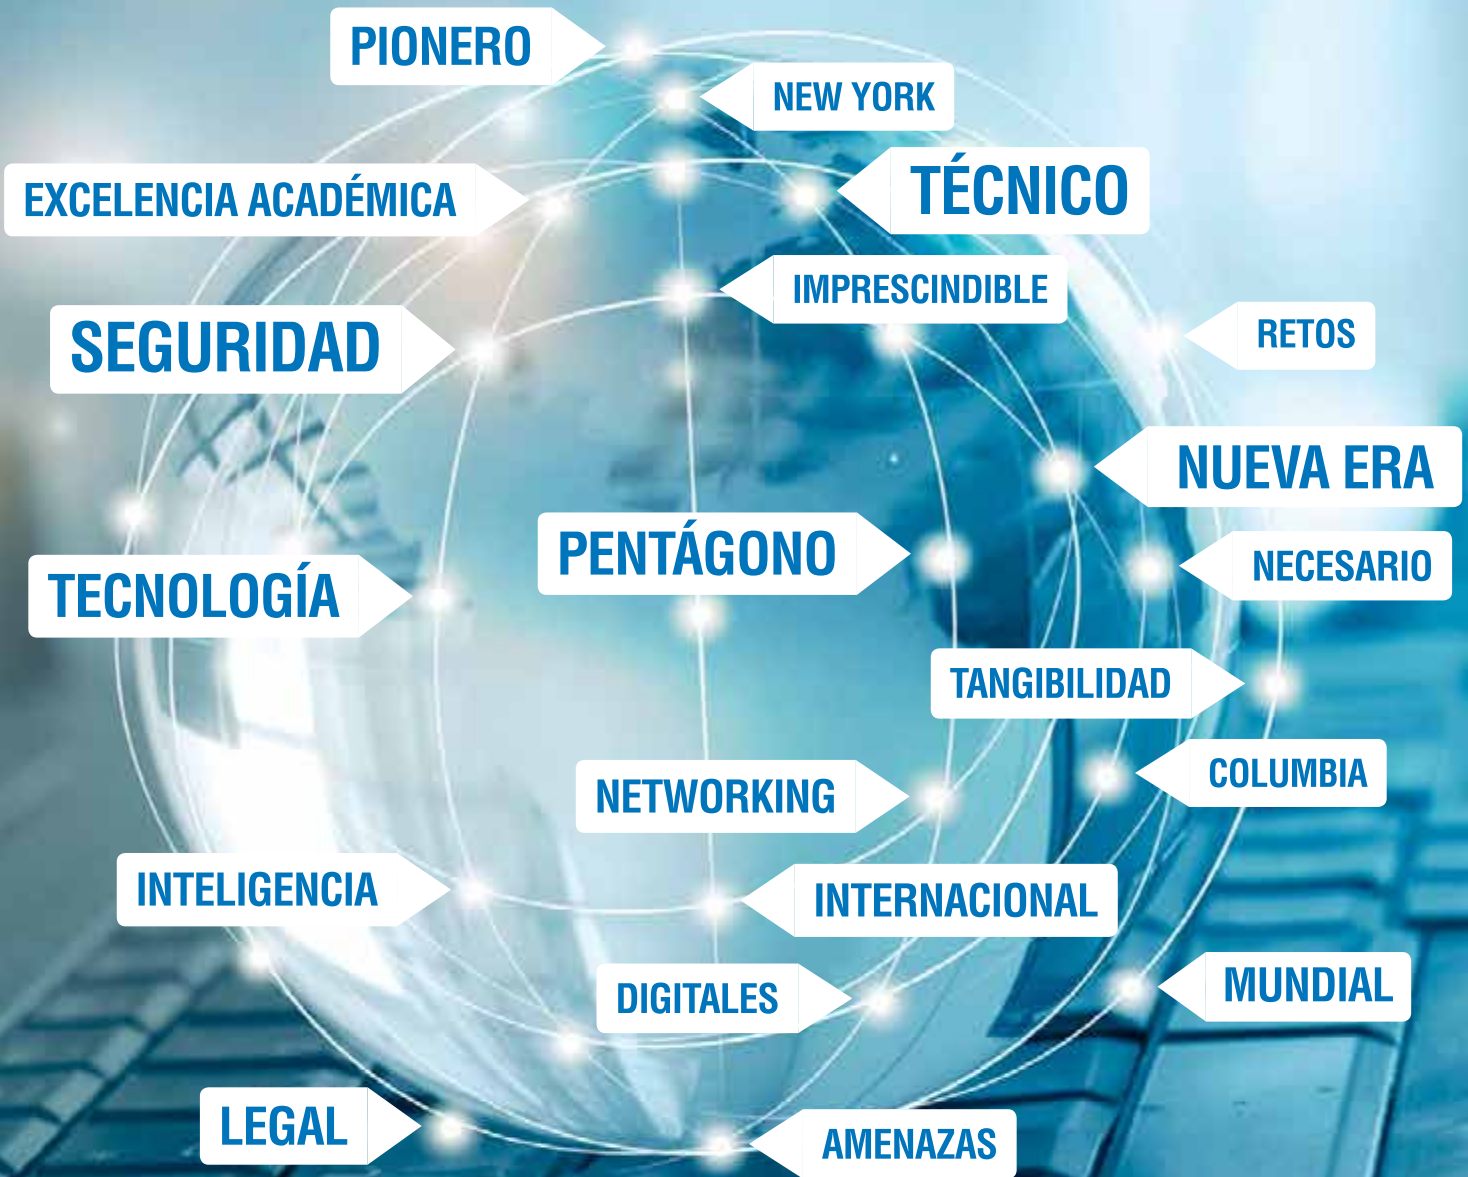 PIONERO
NEW YORK
TÉCNICO
EXCELENCIA ACADÉMICA
IMPRESCINDIBLE
RETOS
SEGURIDAD
NUEVA ERA
PENTÁGONO
NECESARIO
TECNOLOGÍA
TANGIBILIDAD
COLUMBIA
NETWORKING
INTELIGENCIA
INTERNACIONAL
MUNDIAL
DIGITALES
LEGAL
AMENAZAS